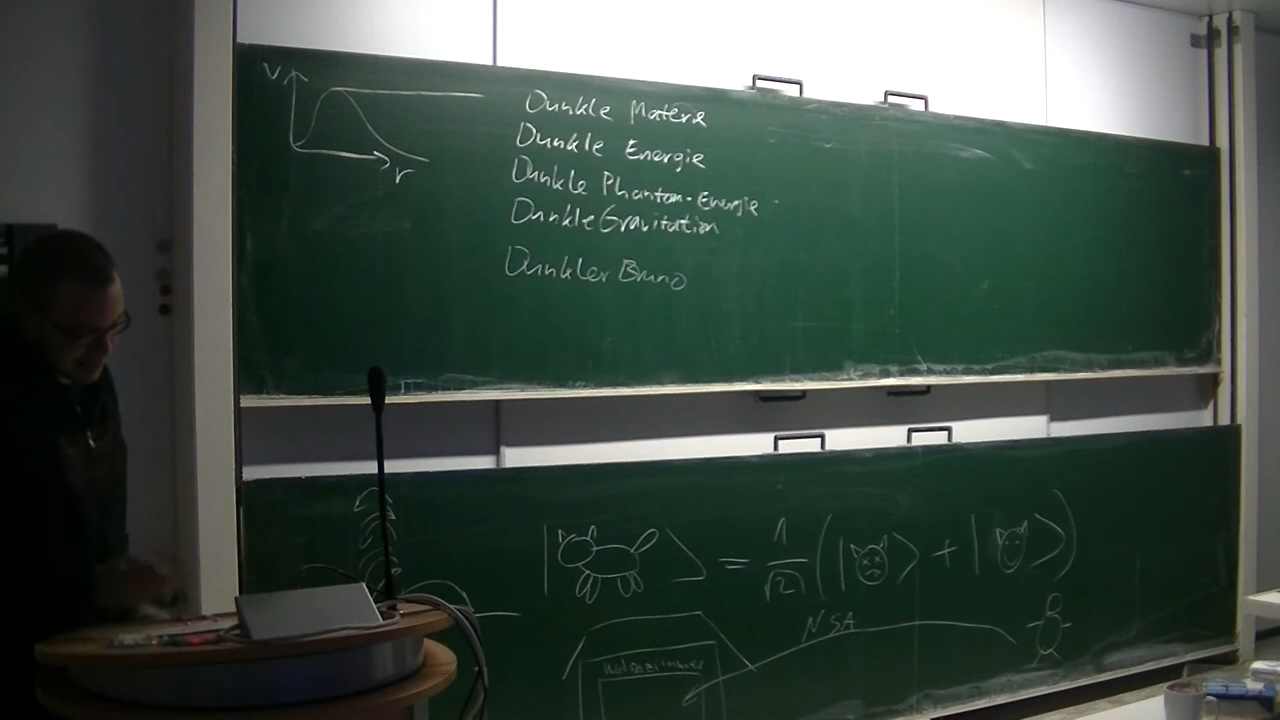 v
r
Dunkle Materie
Dunkle Energie
Dunkle Phantom-Energie
Dunkle Gravitation
Dunkler Bruno
| ⟩ = 1/√2 (| ⟩ + | ⟩)
NSA